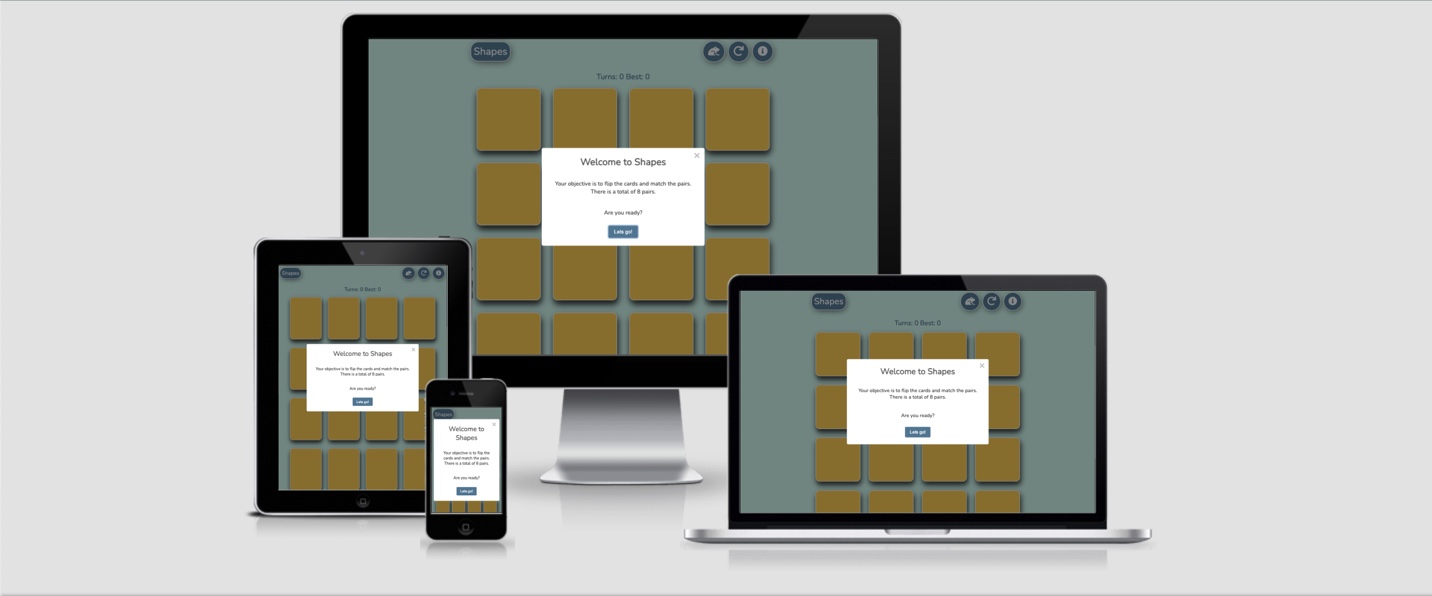 Shapes
Turns: 0 Best: 0
Welcome to Shapes
Your objective is to flip the cards and match the pairs.
There is a total of 8 pairs.
Are you ready?
Lets go!
Shapes
Turns: 0 Best: 0
Welcome to Shapes
Your objective is to flip the cards and match the pairs.
There is a total of 8 pairs.
Are you ready?
Lets go!
Shapes
Welcome to
Shapes
Your objective is to flip the
cards and match the pairs.
There is a total of 8 pairs.
Are you ready?
Lets go!
Shapes
Turns: 0 Best: 0
Welcome to Shapes
Your objective is to flip the cards and match the pairs.
There is a total of 8 pairs.
Are you ready?
Lets go!